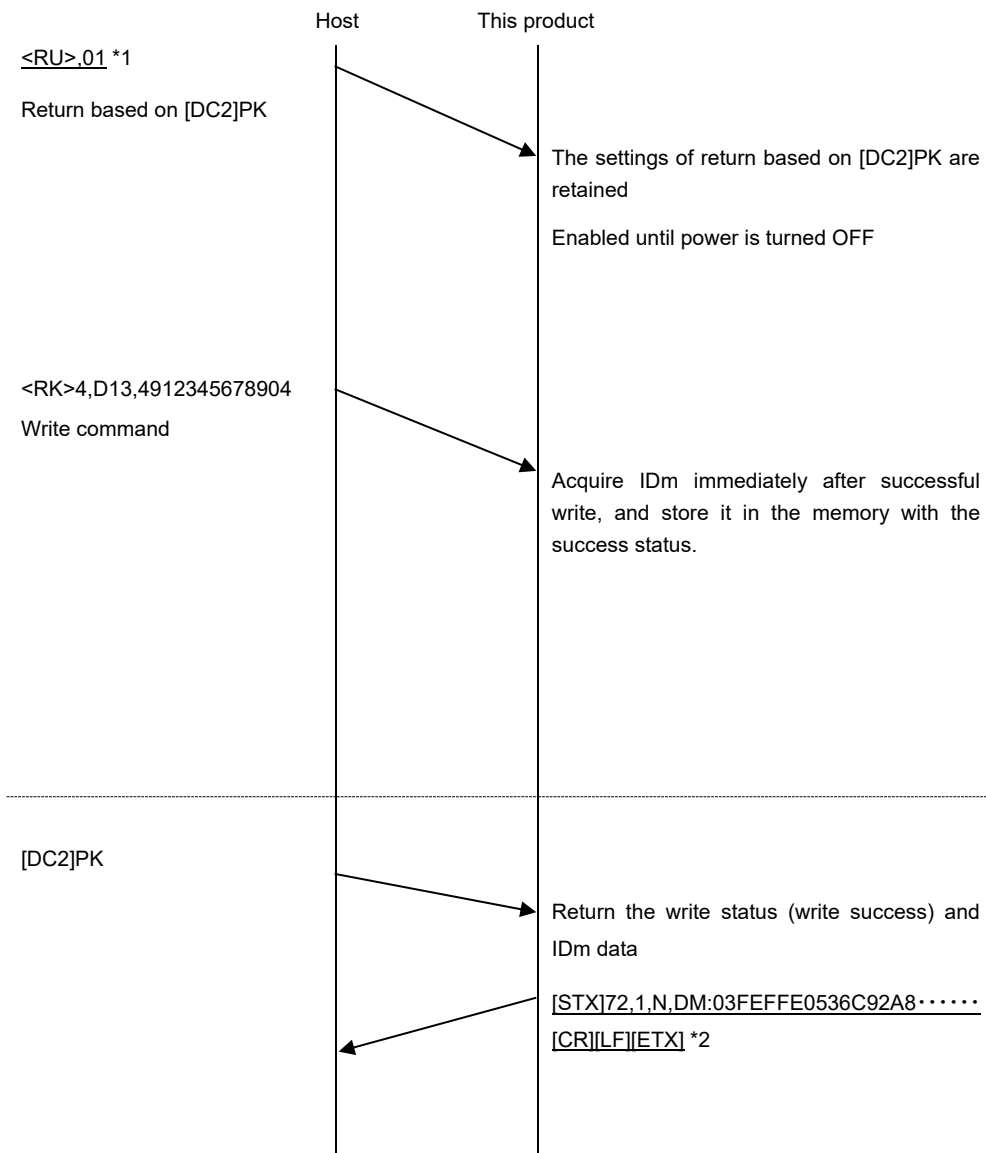 Host
This product
<RU>,01 *1
Return based on [DC2]PK
The settings of return based on [DC2]PK are
retained
Enabled until power is turned OFF
<RK>4,D13,4912345678904
Write command
Acquire IDm immediately after successful
write, and store it in the memory with the
success status.
[DC2]PK
Return the write status (write success) and
IDm data
[STX]72,1,N,DM:03FEFFE0536C92A8・・・・・・
[CR][LF][ETX] *2